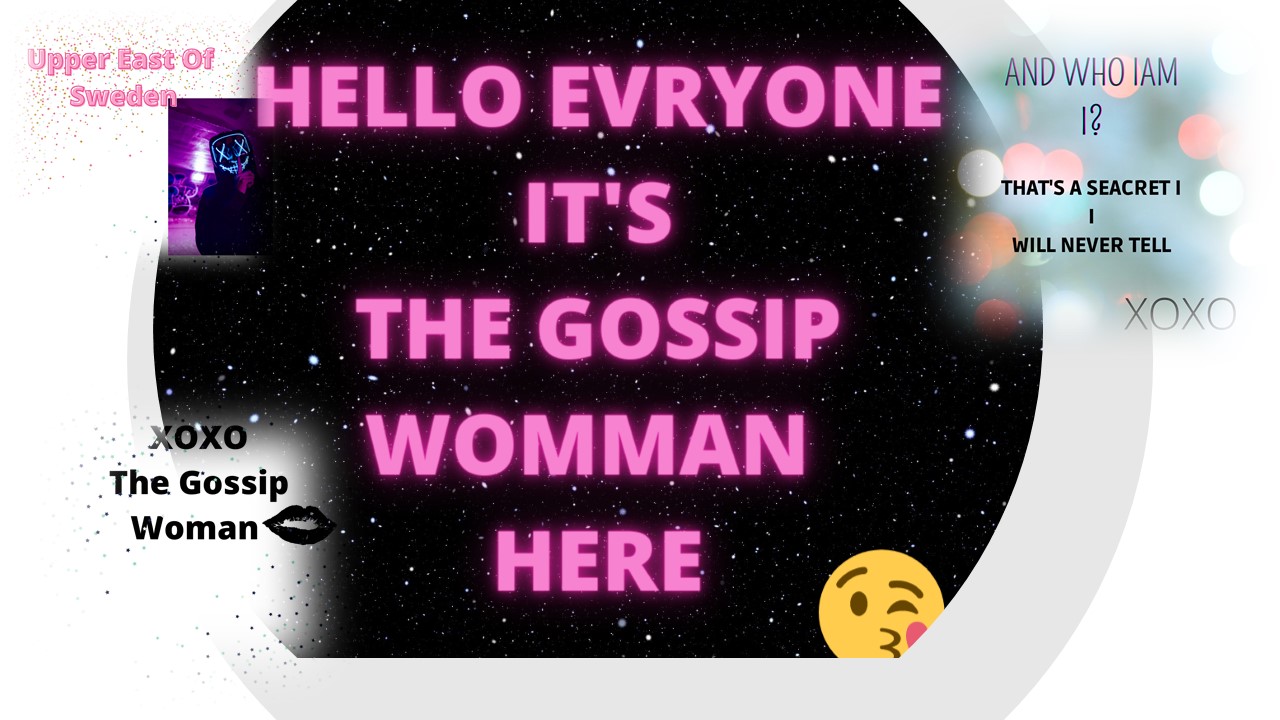 Upper East Of
Sweden
HELLO EVRYONE
IT'S
THE GOSSIP
WOMMAN
HERE
AND WHO IAM
I?
THAT'S A SEACRET I
I
WILL NEVER TELL
XOXO
XOXO
The Gossip
Woman